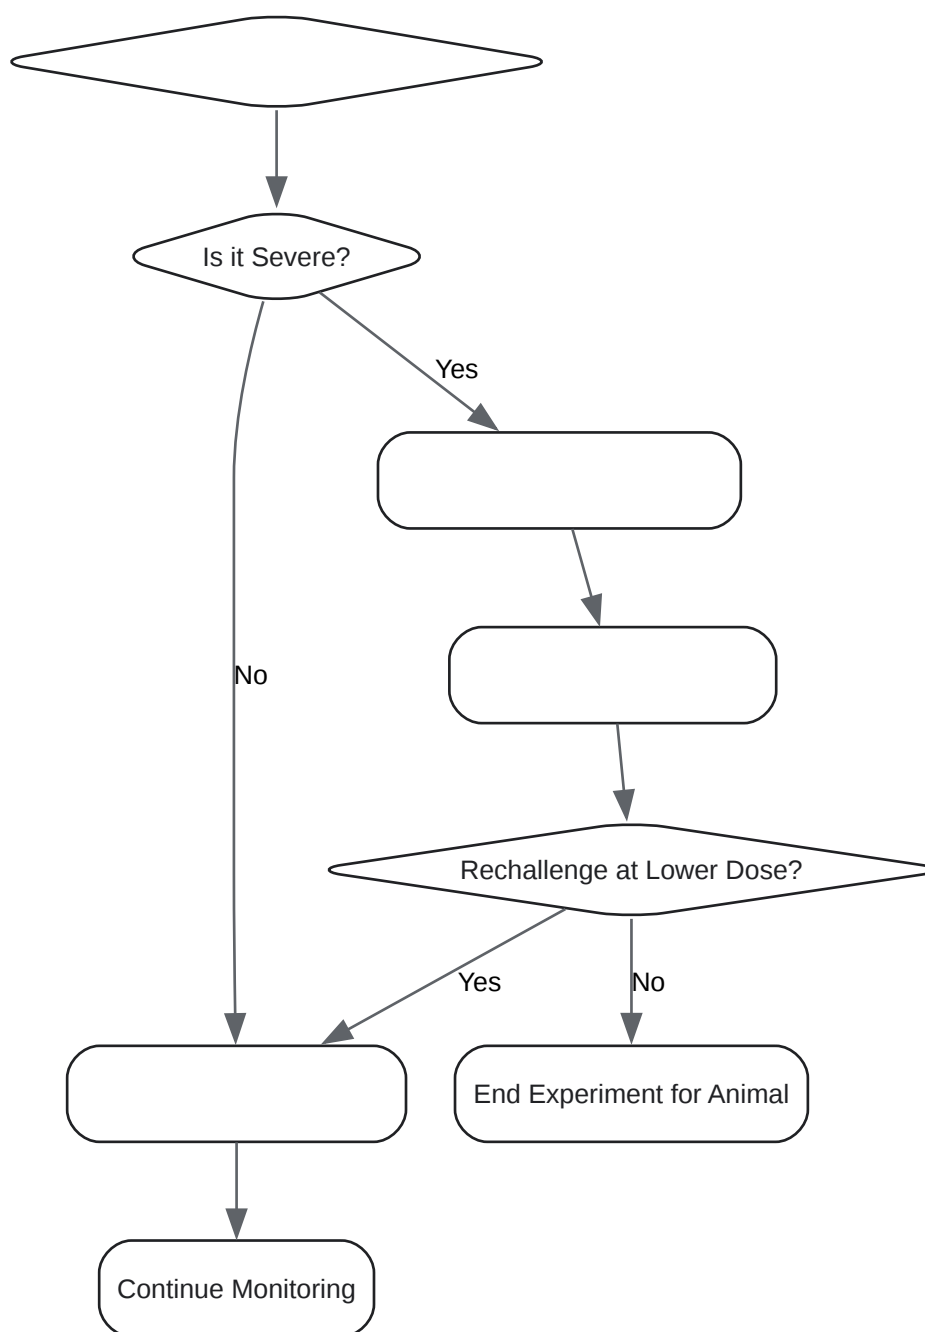 Is it Severe?
Yes
No
Rechallenge at Lower Dose?
Yes
No
End Experiment for Animal
Continue Monitoring